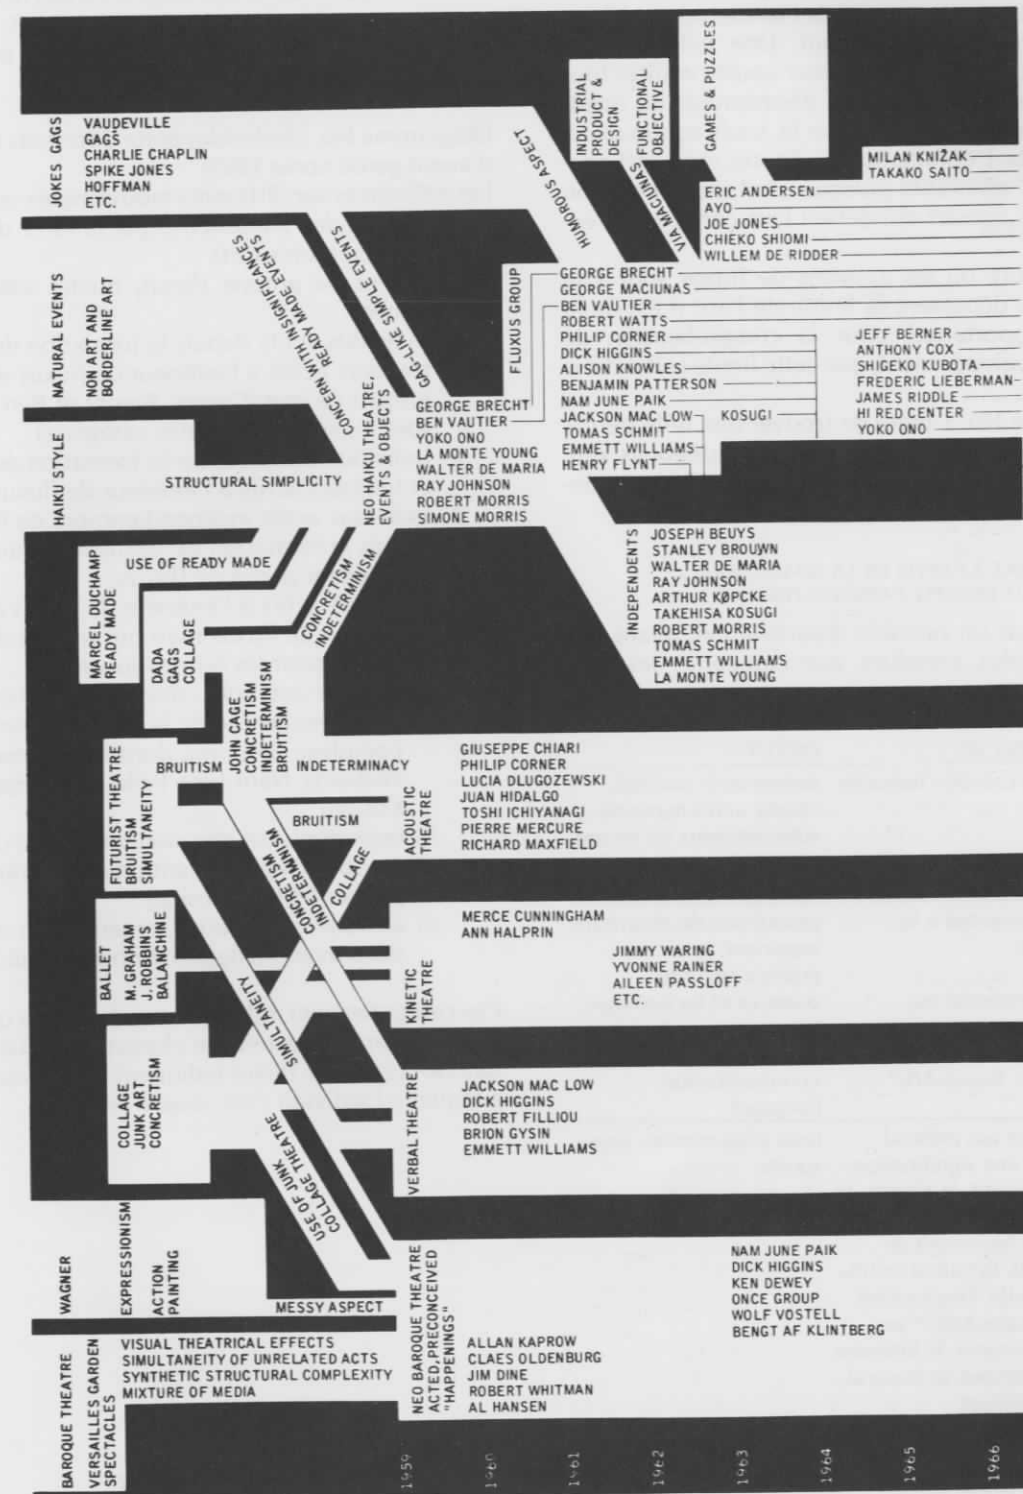 JOKES GAGS
VAUDEVILLE
GAGS
CHARLIE CHAPLIN
SPIKE JONES
HOFFMAN
ETC.
NATURAL EVENTS
NON ART AND
BORDERLINE ART
HAIKU STYLE
STRUCTURAL SIMPLICITY
CONCERN WITH INSIGNIFICANCES
READY MADE EVENTS
GAG-LIKE SIMPLE EVENTS
HUMOROUS ASPECT
INDUSTRIAL
PRODUCT &
DESIGN
FUNCTIONAL
OBJECTIVE
VIA MACIUNAS
GAMES & PUZZLES
MILAN KNIŽAK
TAKAKO SAITO
ERIC ANDERSEN
AYO
JOE JONES
CHIEKO SHIOMI
WILLEM DE RIDDER
FLUXUS GROUP
GEORGE BRECHT
GEORGE MACIUNAS
BEN VAUTIER
ROBERT WATTS
PHILIP CORNER
DICK HIGGINS
ALISON KNOWLES
BENJAMIN PATTERSON
NAM JUNE PAIK
JACKSON MAC LOW
TOMAS SCHMIT
EMMETT WILLIAMS
HENRY FLYNT
KOSUGI
JEFF BERNER
ANTHONY COX
SHIGEKO KUBOTA
FREDERIC LIEBERMAN
JAMES RIDDLE
HI RED CENTER
YOKO ONO
NEO HAIKU THEATRE,
EVENTS & OBJECTS
GEORGE BRECHT
BEN VAUTIER
YOKO ONO
LA MONTE YOUNG
WALTER DE MARIA
RAY JOHNSON
ROBERT MORRIS
SIMONE MORRIS
INDEPENDENTS
JOSEPH BEUYS
STANLEY BROUWN
WALTER DE MARIA
RAY JOHNSON
ARTHUR KØPCKE
TAKEHISA KOSUGI
ROBERT MORRIS
TOMAS SCHMIT
EMMETT WILLIAMS
LA MONTE YOUNG
MARCEL DUCHAMP
READY MADE
USE OF READY MADE
DADA
GAGS
COLLAGE
CONCRETISM
INDETERMINISM
JOHN CAGE
CONCRETISM
INDETERMINISM
BRUITISM
FUTURIST THEATRE
BRUITISM
SIMULTANEITY
BRUITISM
INDETERMINACY
BRUITISM
COLLAGE
CONCRETISM
INDETERMINISM
SIMULTANEITY
ACOUSTIC
THEATRE
GIUSEPPE CHIARI
PHILIP CORNER
LUCIA DLUGOZEWSKI
JUAN HIDALGO
TOSHI ICHIYANAGI
PIERRE MERCURE
RICHARD MAXFIELD
BALLET
M. GRAHAM
J. ROBBINS
BALANCHINE
KINETIC
THEATRE
MERCE CUNNINGHAM
ANN HALPRIN
JIMMY WARING
YVONNE RAINER
AILEEN PASSLOFF
ETC.
COLLAGE
JUNK ART
CONCRETISM
USE OF JUNK
COLLAGE THEATRE
VERBAL THEATRE
JACKSON MAC LOW
DICK HIGGINS
ROBERT FILLIOU
BRION GYSIN
EMMETT WILLIAMS
WAGNER
EXPRESSIONISM
ACTION
PAINTING
MESSY ASPECT
BAROQUE THEATRE
VERSAILLES GARDEN
SPECTACLES
VISUAL THEATRICAL EFFECTS
SIMULTANEITY OF UNRELATED ACTS
SYNTHETIC STRUCTURAL COMPLEXITY
MIXTURE OF MEDIA
NEO BAROQUE THEATRE
ACTED, PRECONCEIVED
"HAPPENINGS"
ALLAN KAPROW
CLAES OLDENBURG
JIM DINE
ROBERT WHITMAN
AL HANSEN
NAM JUNE PAIK
DICK HIGGINS
KEN DEWEY
ONCE GROUP
WOLF VOSTELL
BENGT AF KLINTBERG
1959
1960
1961
1962
1963
1964
1965
1966